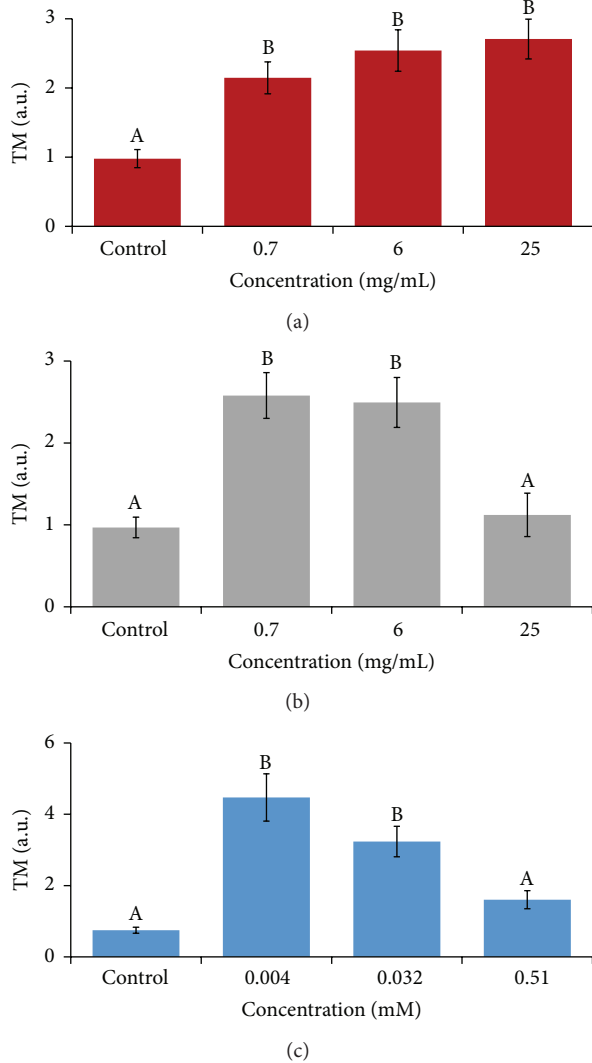 3
2
1
0
TM (a.u.)
A
B
B
B
Control
0.7
6
25
Concentration (mg/mL)
(a)
3
2
1
0
TM (a.u.)
A
B
B
A
Control
0.7
6
25
Concentration (mg/mL)
(b)
6
4
2
0
TM (a.u.)
A
B
B
A
Control
0.004
0.032
0.51
Concentration (mM)
(c)